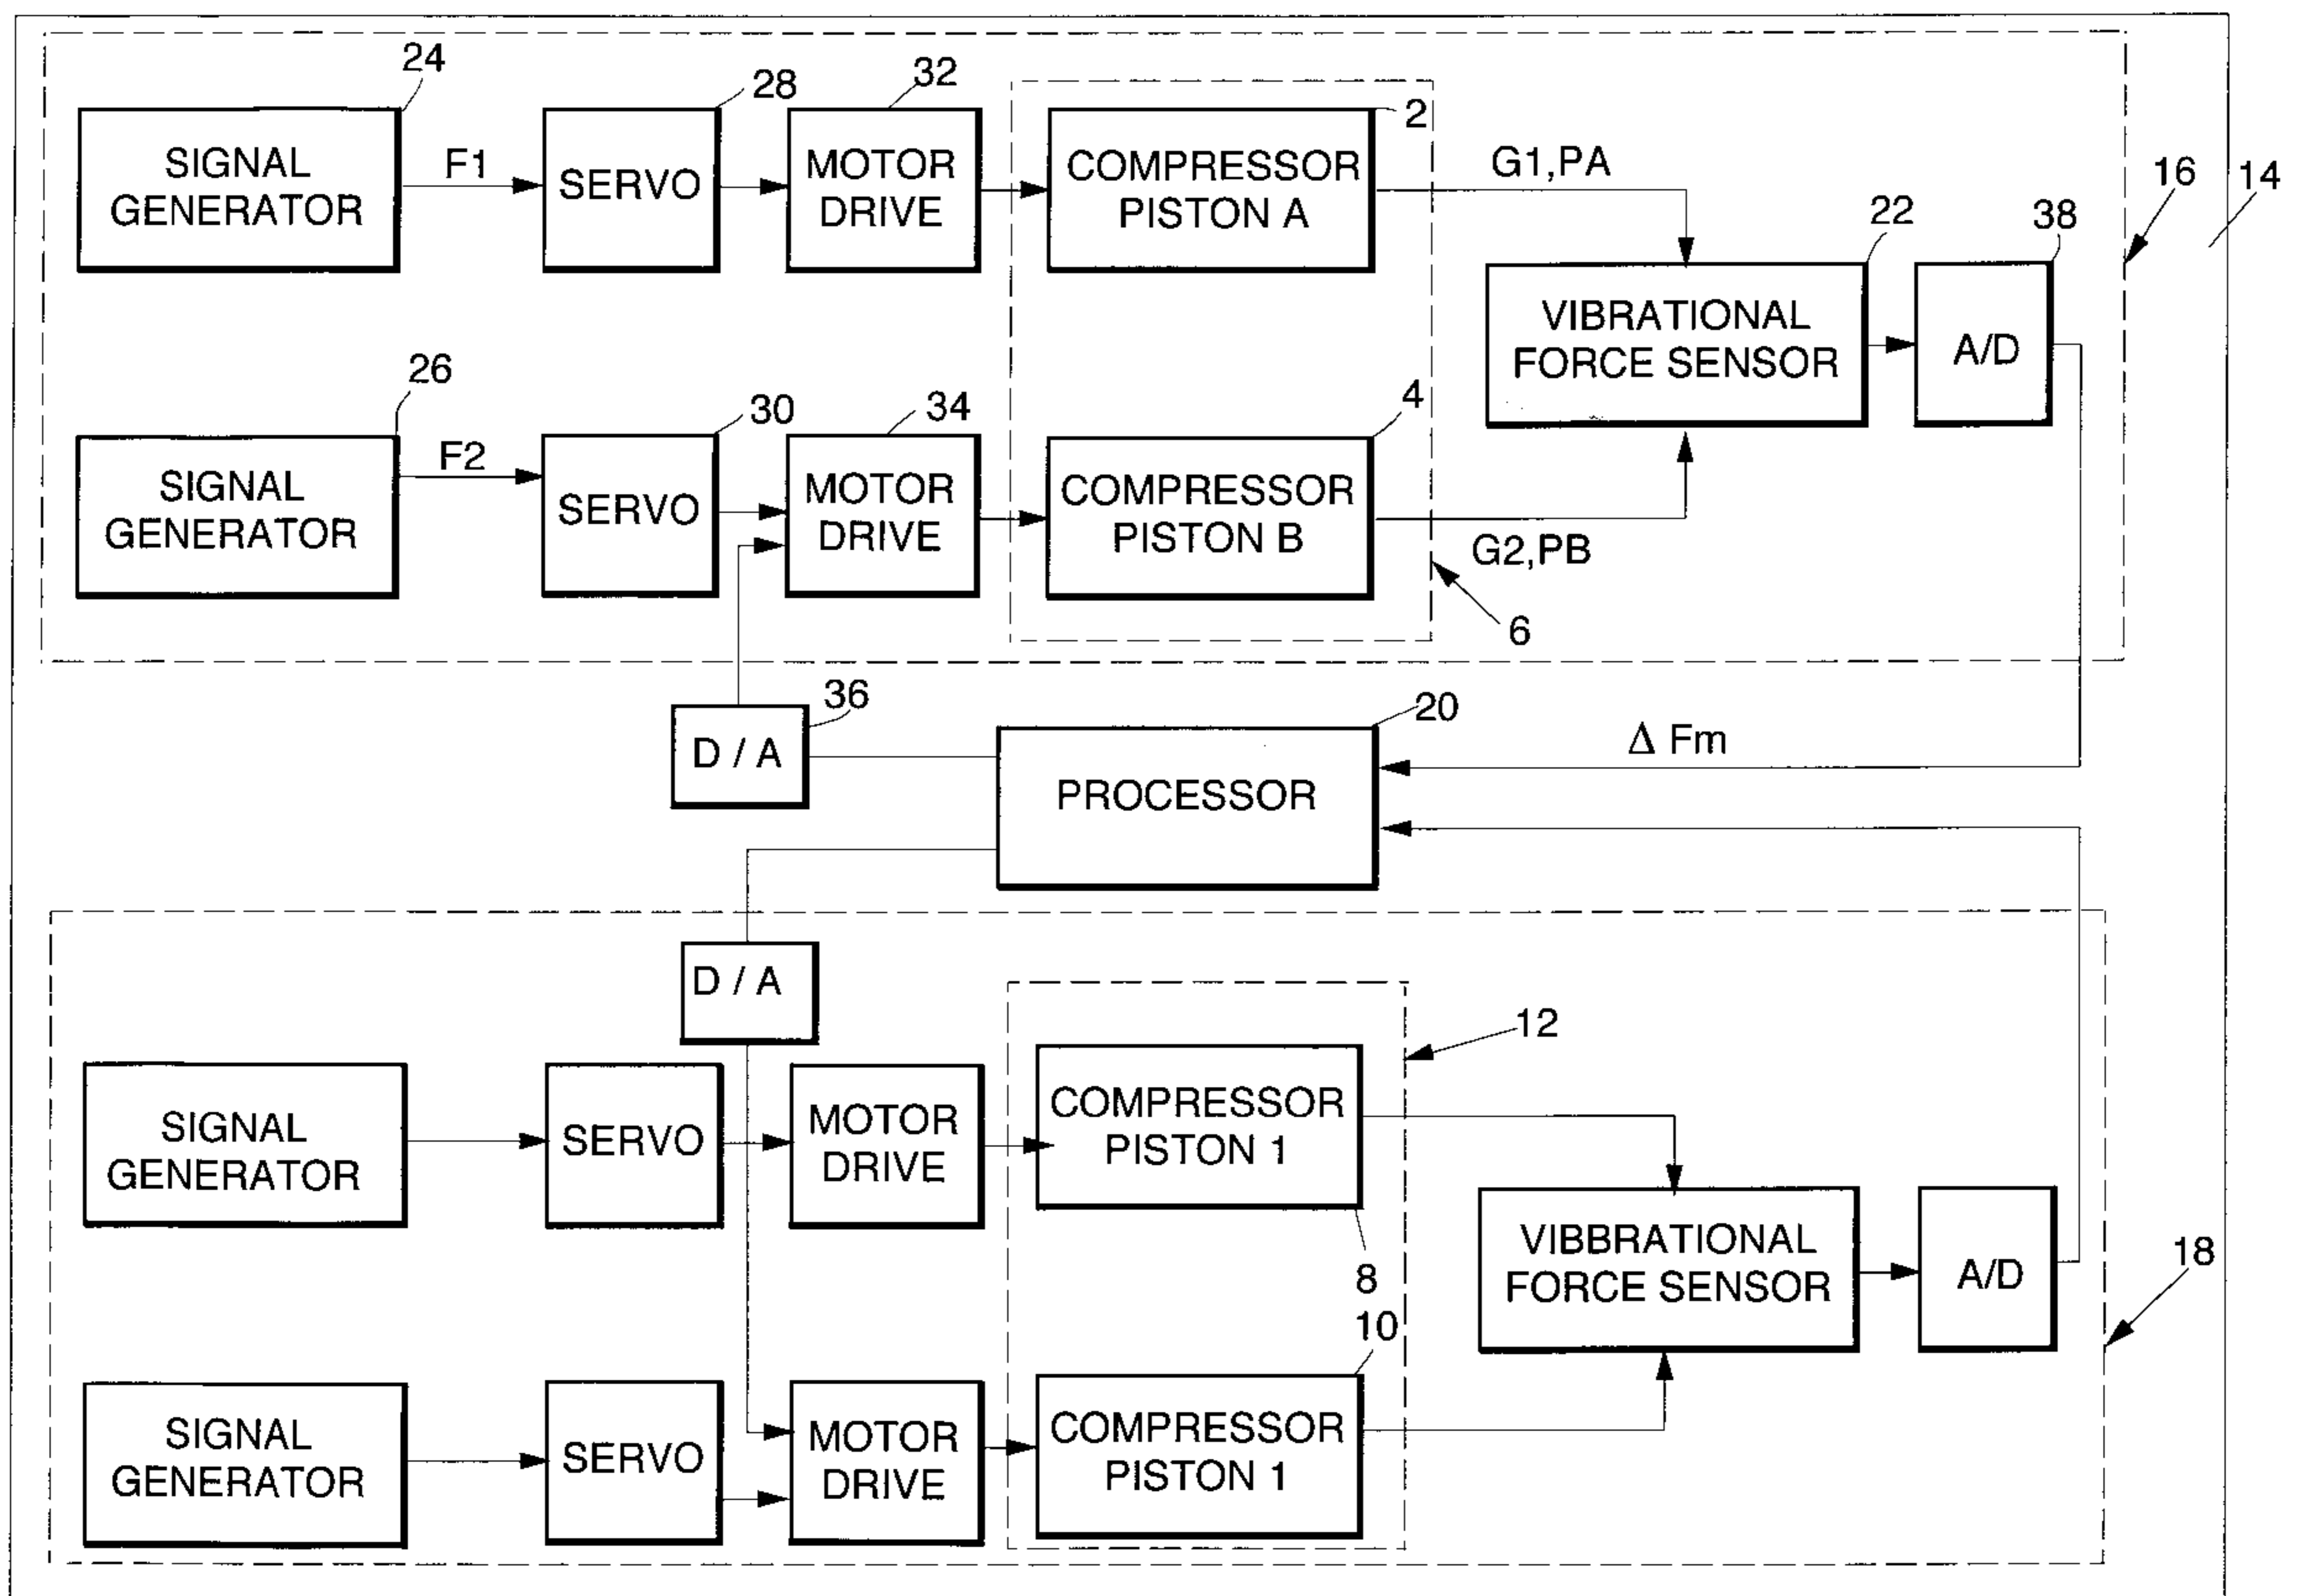 24
28
32
2
SIGNAL
GENERATOR
F1
SERVO
MOTOR
DRIVE
COMPRESSOR
PISTON A
G1,PA
16
14
22
38
VIBRATIONAL
FORCE SENSOR
A/D
26
30
34
4
SIGNAL
GENERATOR
F2
SERVO
MOTOR
DRIVE
COMPRESSOR
PISTON B
G2,PB
6
36
D / A
20
PROCESSOR
Δ Fm
D / A
12
SIGNAL
GENERATOR
SERVO
MOTOR
DRIVE
COMPRESSOR
PISTON 1
8
VIBBRATIONAL
FORCE SENSOR
A/D
18
10
SIGNAL
GENERATOR
SERVO
MOTOR
DRIVE
COMPRESSOR
PISTON 1